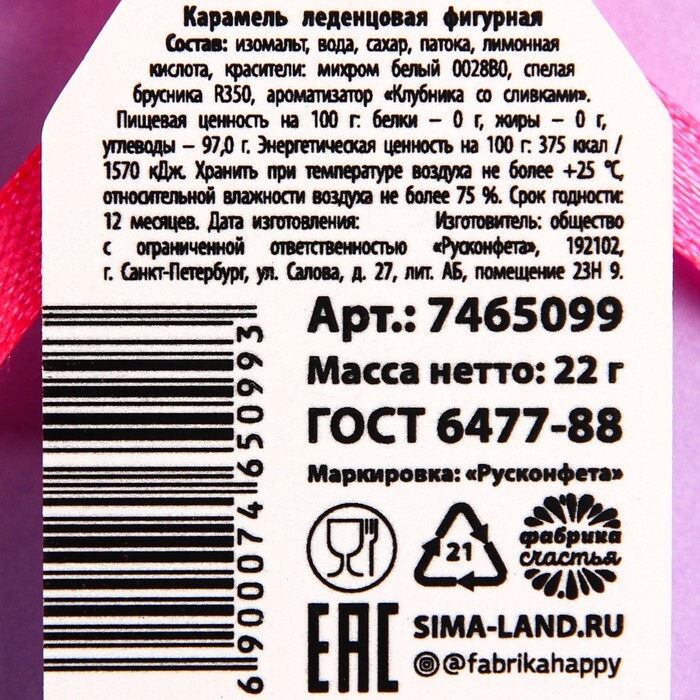 Карамель леденцовая фигурная
Состав: изомальт, вода, сахар, патока, лимонная
кислота, красители: михром белый 0028В0, спелая
брусника R350, ароматизатор «Клубника со сливками».
Пищевая ценность на 100 г: белки – 0 г, жиры – 0 г,
углеводы – 97,0 г. Энергетическая ценность на 100 г: 375 ккал /
1570 кДж. Хранить при температуре воздуха не более +25 °С,
относительной влажности воздуха не более 75 %. Срок годности:
12 месяцев. Дата изготовления: Изготовитель: общество
с ограниченной ответственностью «Русконфета», 192102,
г. Санкт-Петербург, ул. Салова, д. 27, лит. АБ, помещение 23Н 9.
Арт.: 7465099
Масса нетто: 22 г
ГОСТ 6477-88
Маркировка: «Русконфета»
21
фабрика
счастья
EAC
SIMA-LAND.RU
@fabrikahappy
6900074650993